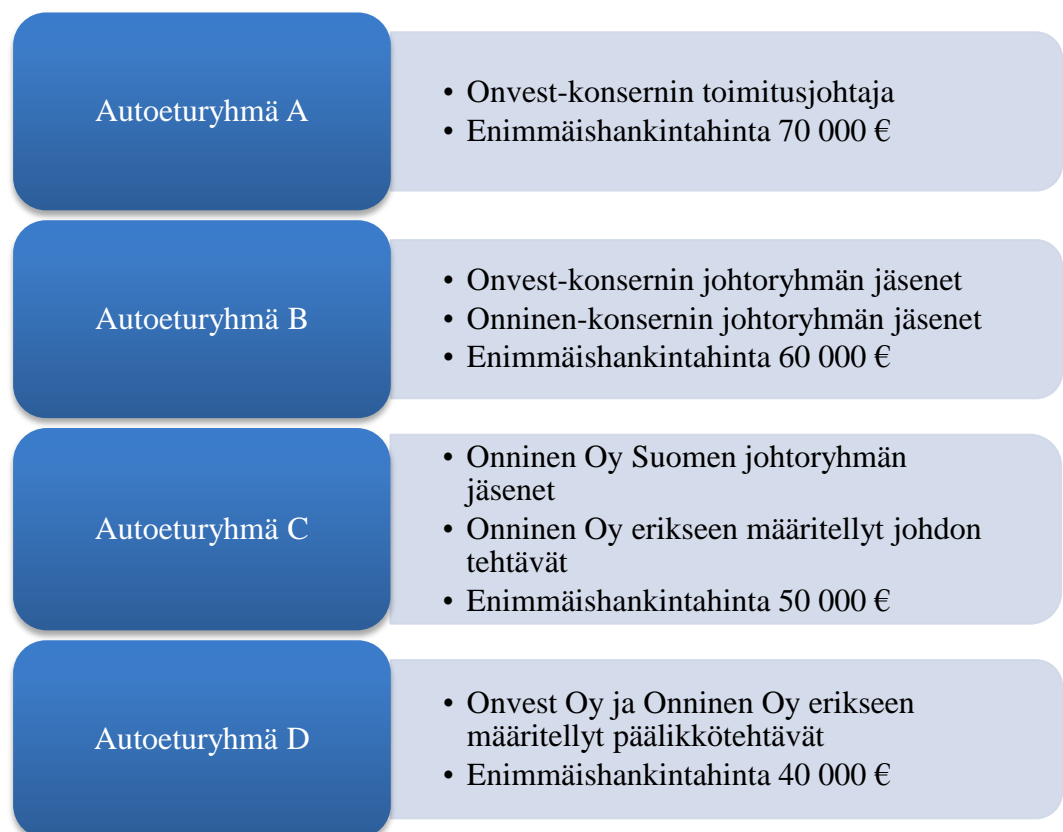 Autoeturyhmä A
• Onvest-konsernin toimitusjohtaja
• Enimmäishankintahinta 70 000 €
Autoeturyhmä B
• Onvest-konsernin johtoryhmän jäsenet
• Onninen-konsernin johtoryhmän jäsenet
• Enimmäishankintahinta 60 000 €
Autoeturyhmä C
• Onninen Oy Suomen johtoryhmän
jäsenet
• Onninen Oy erikseen määritellyt johdon
tehtävät
• Enimmäishankintahinta 50 000 €
Autoeturyhmä D
• Onvest Oy ja Onninen Oy erikseen
määritellyt päälikkötehtävät
• Enimmäishankintahinta 40 000 €